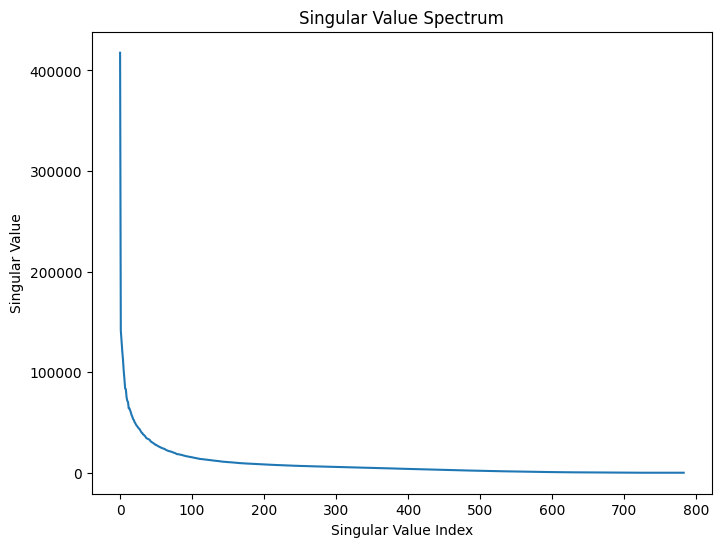 Singular Value Spectrum
400000
300000
200000
100000
0
Singular Value
0 100 200 300 400 500 600 700 800
Singular Value Index